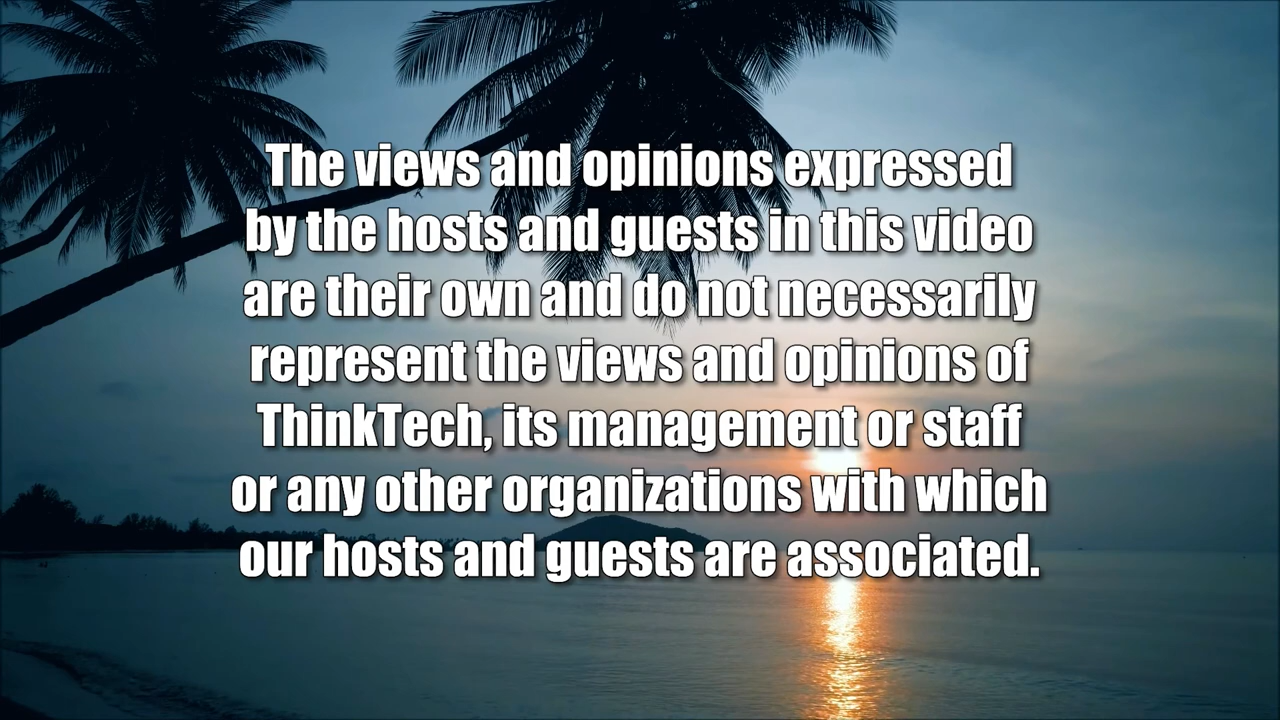 The views and opinions expressed
by the hosts and guests in this video
are their own and do not necessarily
represent the views and opinions of
ThinkTech, its management or staff
or any other organizations with which
our hosts and guests are associated.